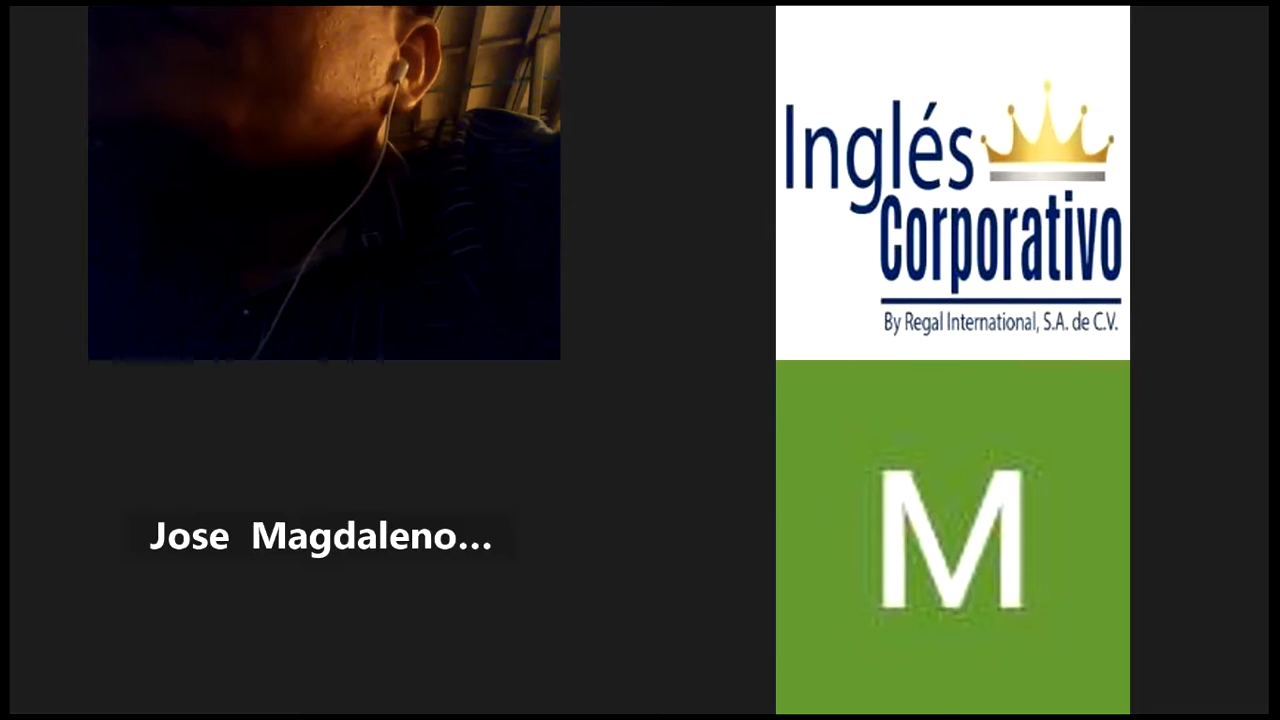 Inglés
Corporativo
By Regal International, S.A. de C.V.
Jose Magdaleno...
M